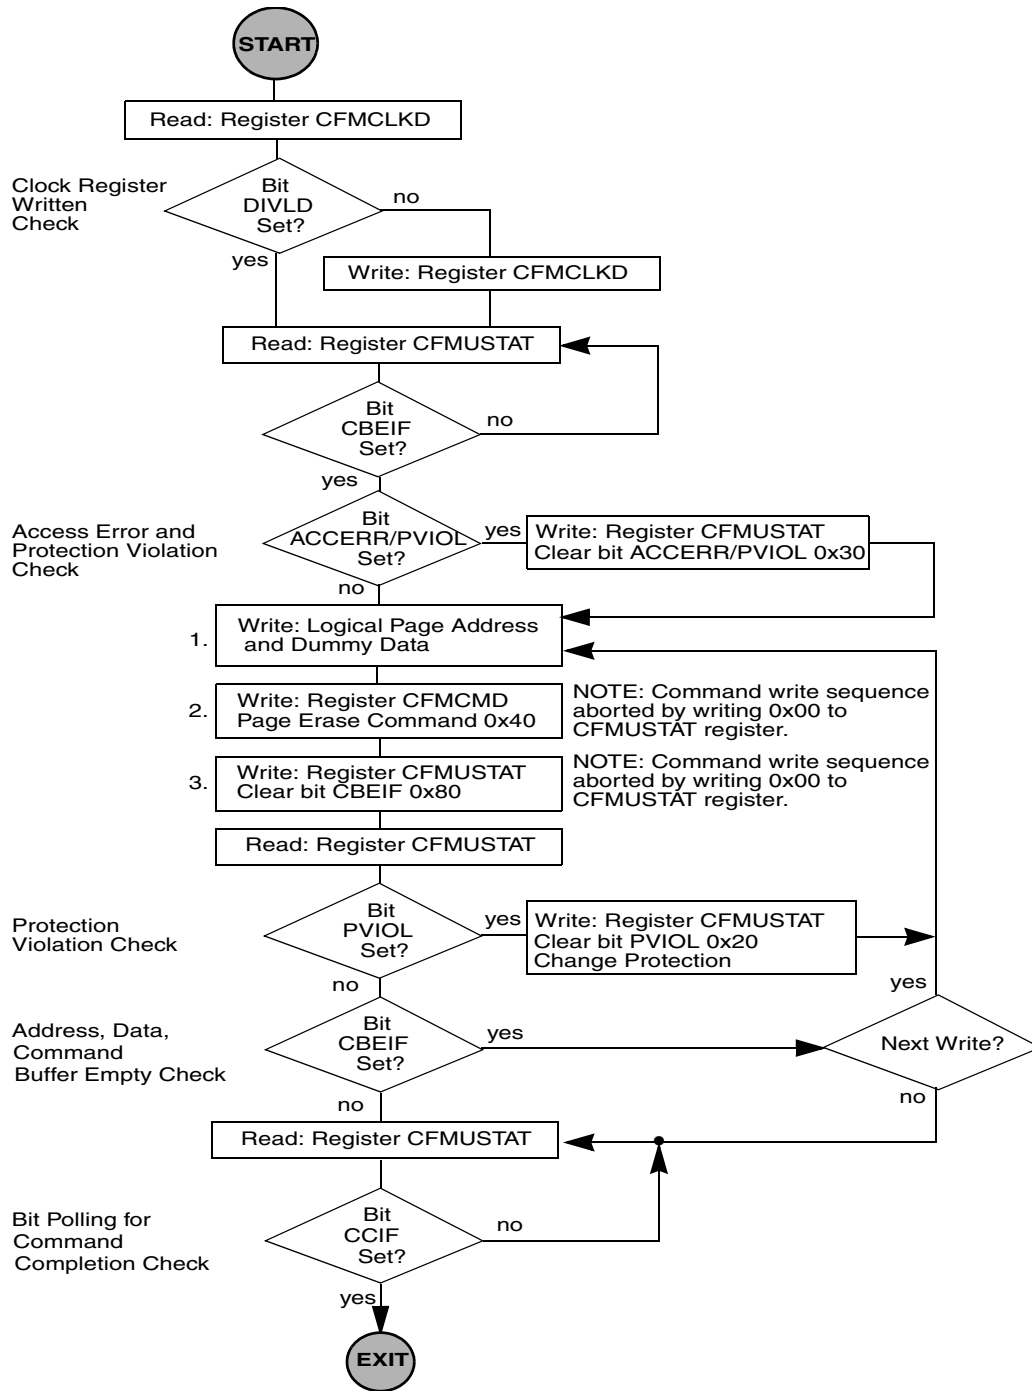 START
Read: Register CFMCLKD
Clock Register
Written
Check
Bit
DIVLD
Set?
no
yes
Write: Register CFMCLKD
Read: Register CFMUSTAT
Bit
CBEIF
Set?
no
yes
Access Error and
Protection Violation
Check
Bit
ACCERR/PVIOL
Set?
yes
Write: Register CFMUSTAT
Clear bit ACCERR/PVIOL 0x30
no
1.
Write: Logical Page Address
and Dummy Data
2.
Write: Register CFMCMD
Page Erase Command 0x40
NOTE: Command write sequence
aborted by writing 0x00 to
CFMUSTAT register.
3.
Write: Register CFMUSTAT
Clear bit CBEIF 0x80
NOTE: Command write sequence
aborted by writing 0x00 to
CFMUSTAT register.
Read: Register CFMUSTAT
Protection
Violation Check
Bit
PVIOL
Set?
yes
Write: Register CFMUSTAT
Clear bit PVIOL 0x20
Change Protection
no
yes
Address, Data,
Command
Buffer Empty Check
Bit
CBEIF
Set?
yes
Next Write?
no
no
Read: Register CFMUSTAT
Bit Polling for
Command
Completion Check
Bit
CCIF
Set?
no
yes
EXIT